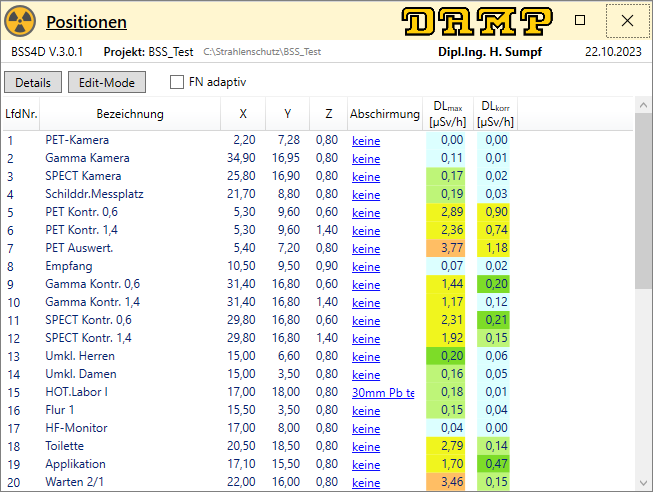 Positionen DAMP
BSS4D V.3.0.1 Projekt: BSS_Test C:\Strahlenschutz\BSS_Test Dipl.Ing. H. Sumpf 22.10.2023
Details Edit-Mode FN adaptiv
LfdNr. Bezeichnung X Y Z Abschirmung DLmax [µSv/h] DLkorr [µSv/h]
1 PET-Kamera 2,20 7,28 0,80 keine 0,00 0,00
2 Gamma Kamera 34,90 16,95 0,80 keine 0,11 0,01
3 SPECT Kamera 25,80 16,90 0,80 keine 0,17 0,02
4 Schilddr.Messplatz 21,70 8,80 0,80 keine 0,19 0,03
5 PET Kontr. 0,6 5,30 9,60 0,60 keine 2,89 0,90
6 PET Kontr. 1,4 5,30 9,60 1,40 keine 2,36 0,74
7 PET Auswert. 5,40 7,20 0,80 keine 3,77 1,18
8 Empfang 10,50 9,50 0,90 keine 0,07 0,02
9 Gamma Kontr. 0,6 31,40 16,80 0,60 keine 1,44 0,20
10 Gamma Kontr. 1,4 31,40 16,80 1,40 keine 1,17 0,12
11 SPECT Kontr. 0,6 29,80 16,80 0,60 keine 2,31 0,21
12 SPECT Kontr. 1,4 29,80 16,80 1,40 keine 1,92 0,15
13 Umkl. Herren 15,00 6,60 0,80 keine 0,20 0,06
14 Umkl. Damen 15,00 3,50 0,80 keine 0,16 0,05
15 HOT.Labor I 17,00 18,00 0,80 30mm Pb te 0,18 0,01
16 Flur 1 15,50 3,50 0,80 keine 0,15 0,04
17 HF-Monitor 17,00 8,00 0,80 keine 0,04 0,00
18 Toilette 20,50 18,50 0,80 keine 2,79 0,14
19 Applikation 17,10 15,50 0,80 keine 1,70 0,47
20 Warten 2/1 22,00 16,00 0,80 keine 3,46 0,15